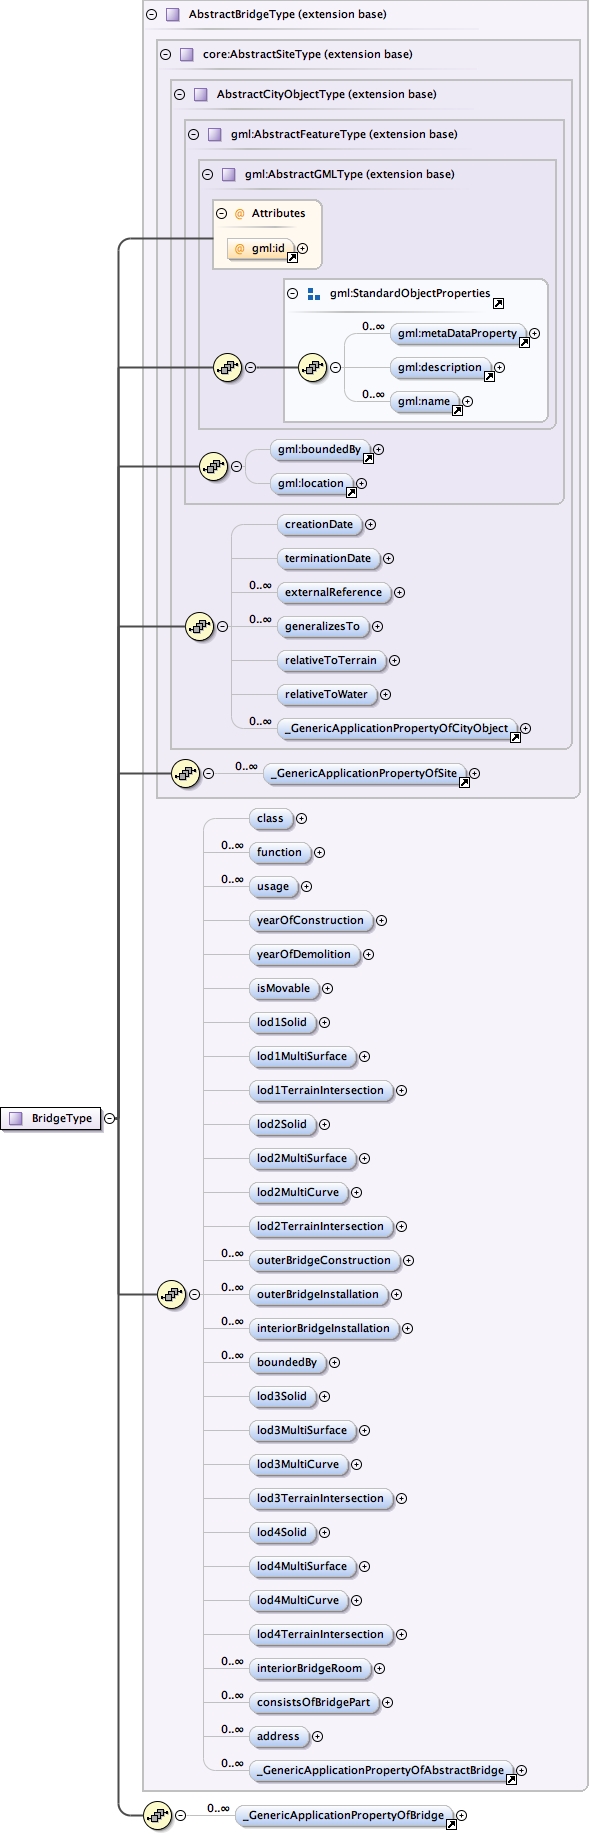 AbstractBridgeType (extension base)
core:AbstractSiteType (extension base)
AbstractCityObjectType (extension base)
gml:AbstractFeatureType (extension base)
gml:AbstractGMLType (extension base)
@ Attributes
@ gml:id
gml:StandardObjectProperties
0..∞ gml:metaDataProperty
gml:description
0..∞ gml:name
gml:boundedBy
gml:location
creationDate
terminationDate
0..∞ externalReference
0..∞ generalizesTo
relativeToTerrain
relativeToWater
0..∞ _GenericApplicationPropertyOfCityObject
0..∞ _GenericApplicationPropertyOfSite
class
0..∞ function
0..∞ usage
yearOfConstruction
yearOfDemolition
isMovable
lod1Solid
lod1MultiSurface
lod1TerrainIntersection
BridgeType
lod2Solid
lod2MultiSurface
lod2MultiCurve
lod2TerrainIntersection
0..∞ outerBridgeConstruction
0..∞ outerBridgeInstallation
0..∞ interiorBridgeInstallation
0..∞ boundedBy
lod3Solid
lod3MultiSurface
lod3MultiCurve
lod3TerrainIntersection
lod4Solid
lod4MultiSurface
lod4MultiCurve
lod4TerrainIntersection
0..∞ interiorBridgeRoom
0..∞ consistsOfBridgePart
0..∞ address
0..∞ _GenericApplicationPropertyOfAbstractBridge
0..∞ _GenericApplicationPropertyOfBridge